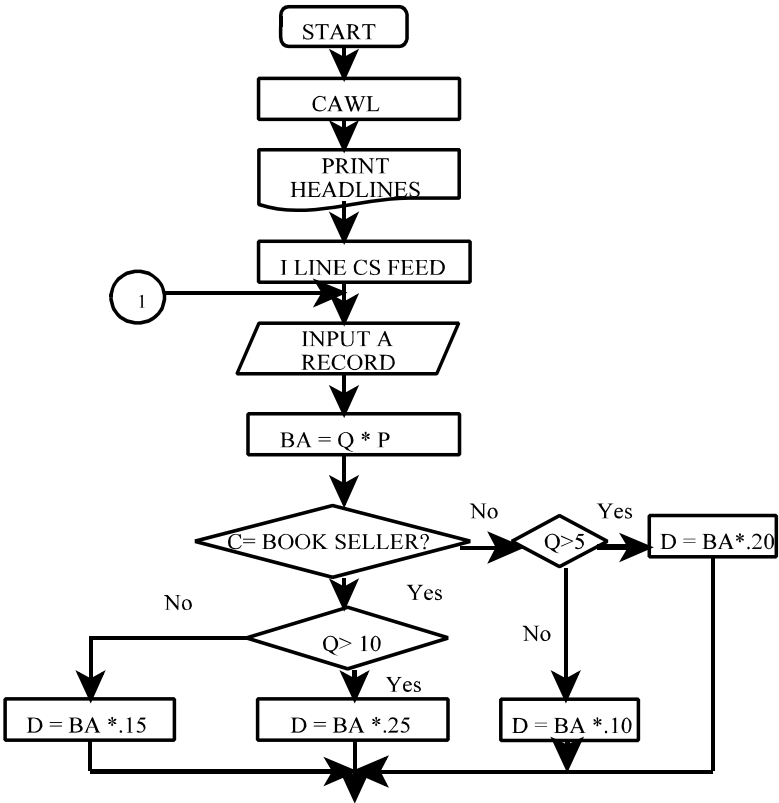 START
CAWL
PRINT
HEADLINES
I LINE CS FEED
1
INPUT A
RECORD
BA = Q * P
C= BOOK SELLER?
No
Q>5
Yes
D = BA*.20
Yes
No
Q> 10
No
Yes
D = BA *.15
D = BA *.25
D = BA *.10